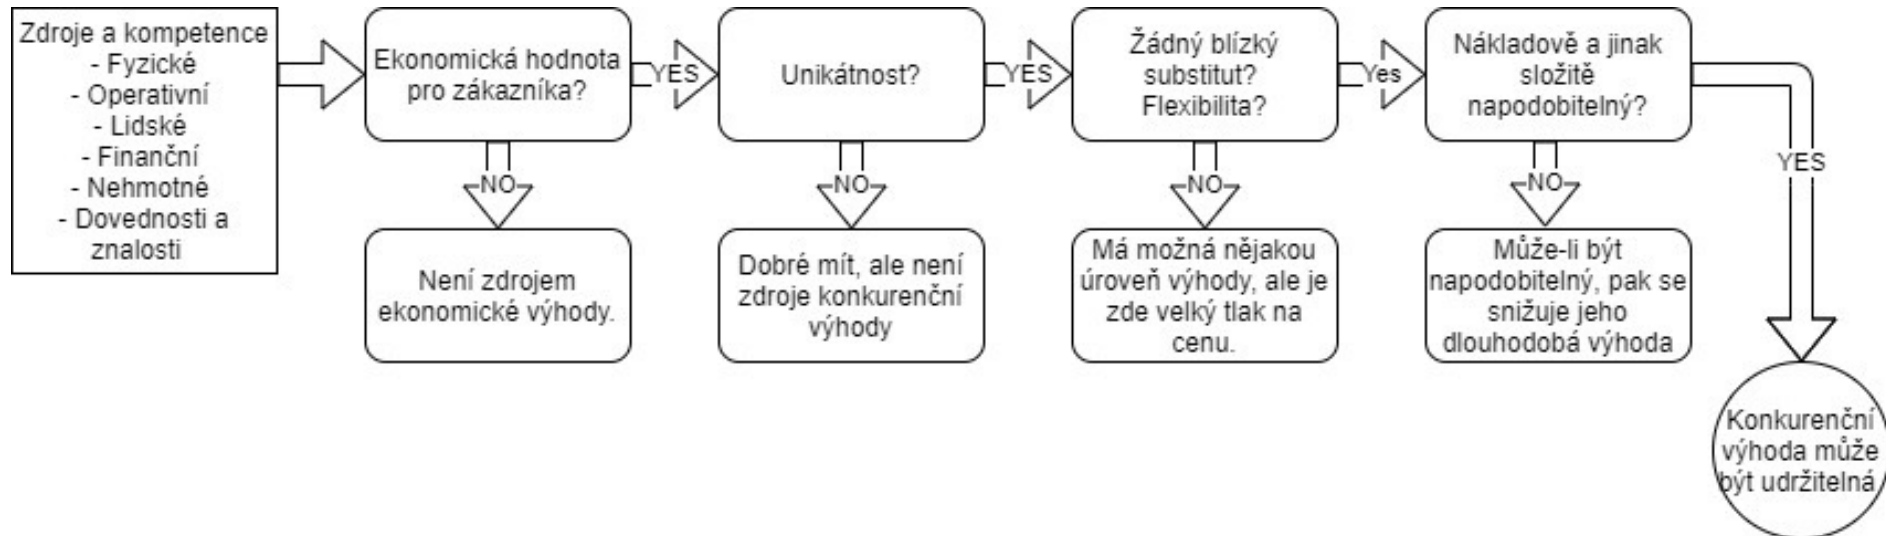 Zdroje a kompetence
- Fyzické
- Operativní
- Lidské
- Finanční
- Nehmotné
- Dovednosti a
znalosti
Ekonomická hodnota
pro zákazníka?
YES
Unikátnost?
YES
Žádný blízký
substitut?
Flexibilita?
Yes
Nákladově a jinak
složitě
napodobitelný?
YES
NO
NO
NO
NO
Není zdrojem
ekonomické výhody.
Dobré mít, ale není
zdroje konkurenční
výhody
Má možná nějakou
úroveň výhody, ale je
zde velký tlak na
cenu.
Může-li být
napodobitelný, pak se
snižuje jeho
dlouhodobá výhoda
Konkurenční
výhoda může
být udržitelná